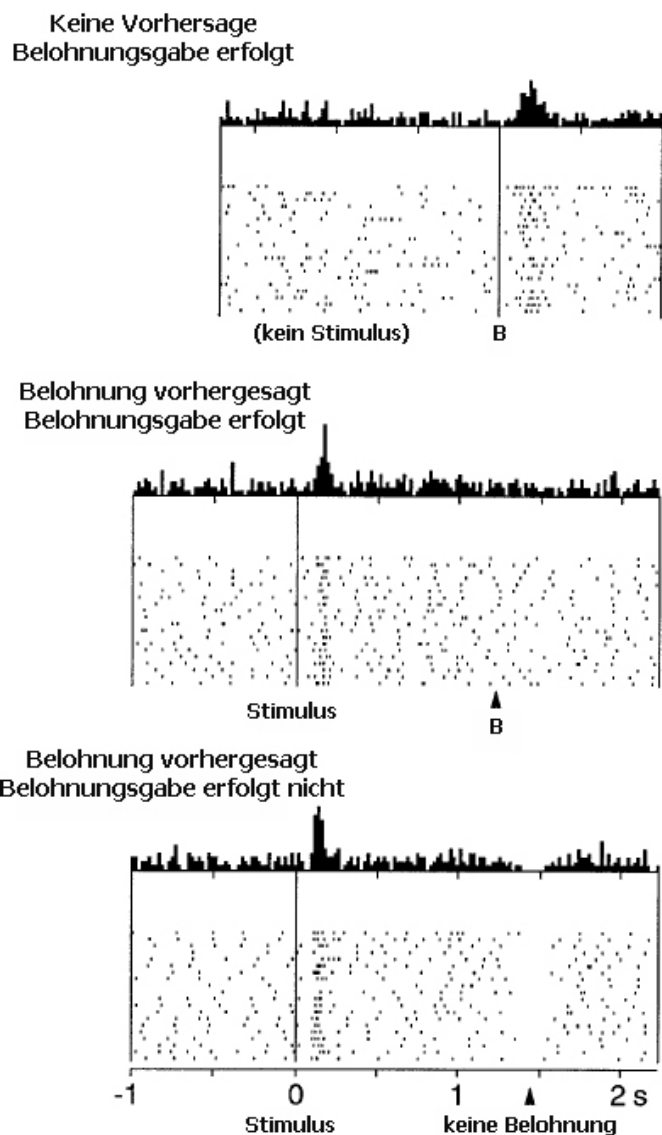 Keine Vorhersage
Belohnungsgabe erfolgt
(kein Stimulus) B
Belohnung vorhergesagt
Belohnungsgabe erfolgt
Stimulus
B
Belohnung vorhergesagt
Belohnungsgabe erfolgt nicht
-1 0 1 2 s
Stimulus keine Belohnung